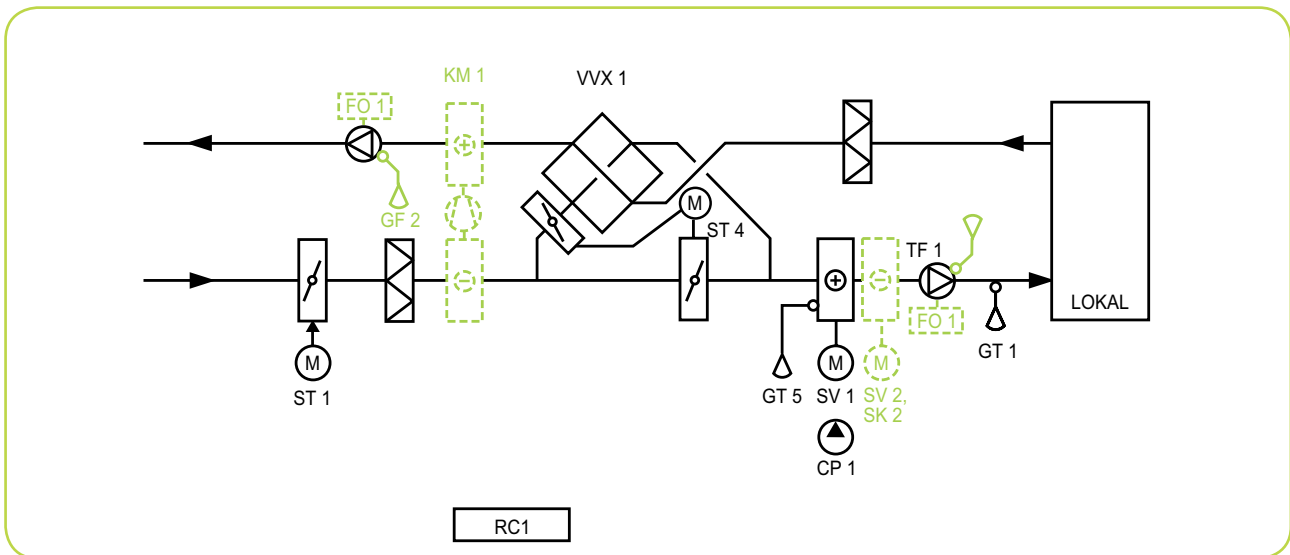 KM 1
VVX 1
FO 1
GF 2
M
ST 4
TF 1
LOKAL
FO 1
M
ST 1
GT 5
M
SV 1
M
SV 2,
SK 2
GT 1
CP 1
RC1